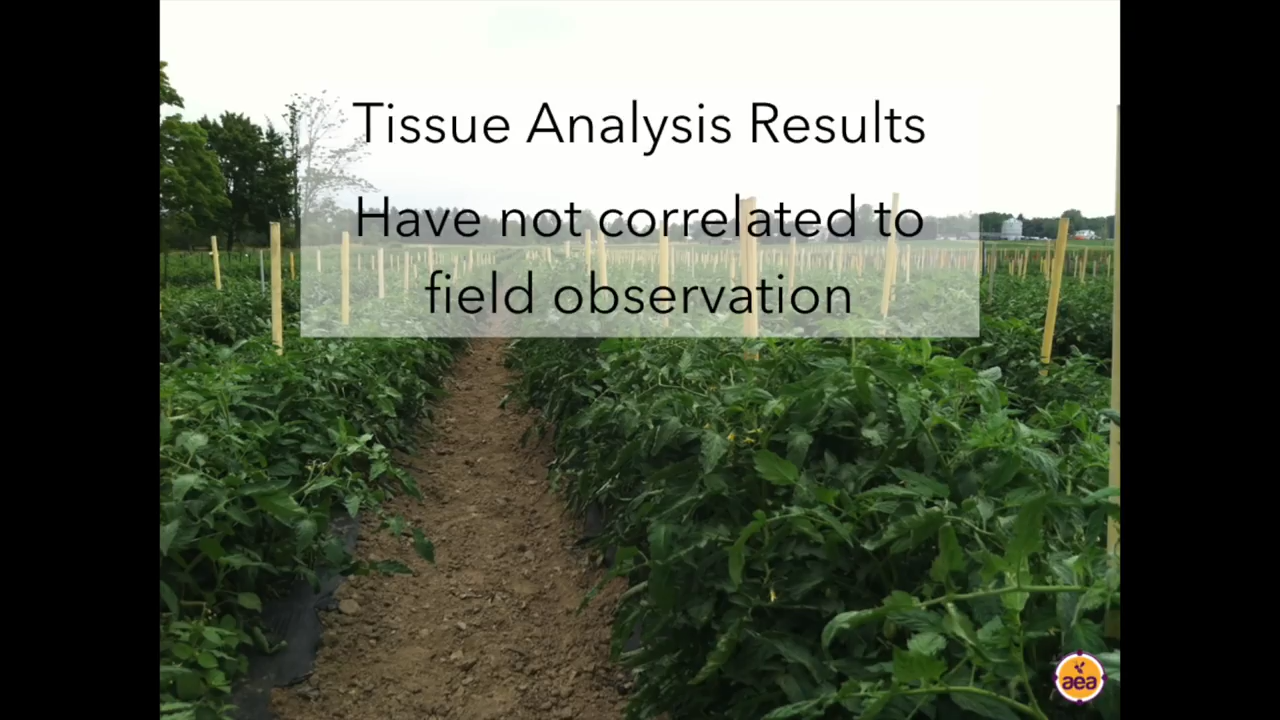 Tissue Analysis Results
Have not correlated to
field observation
aea